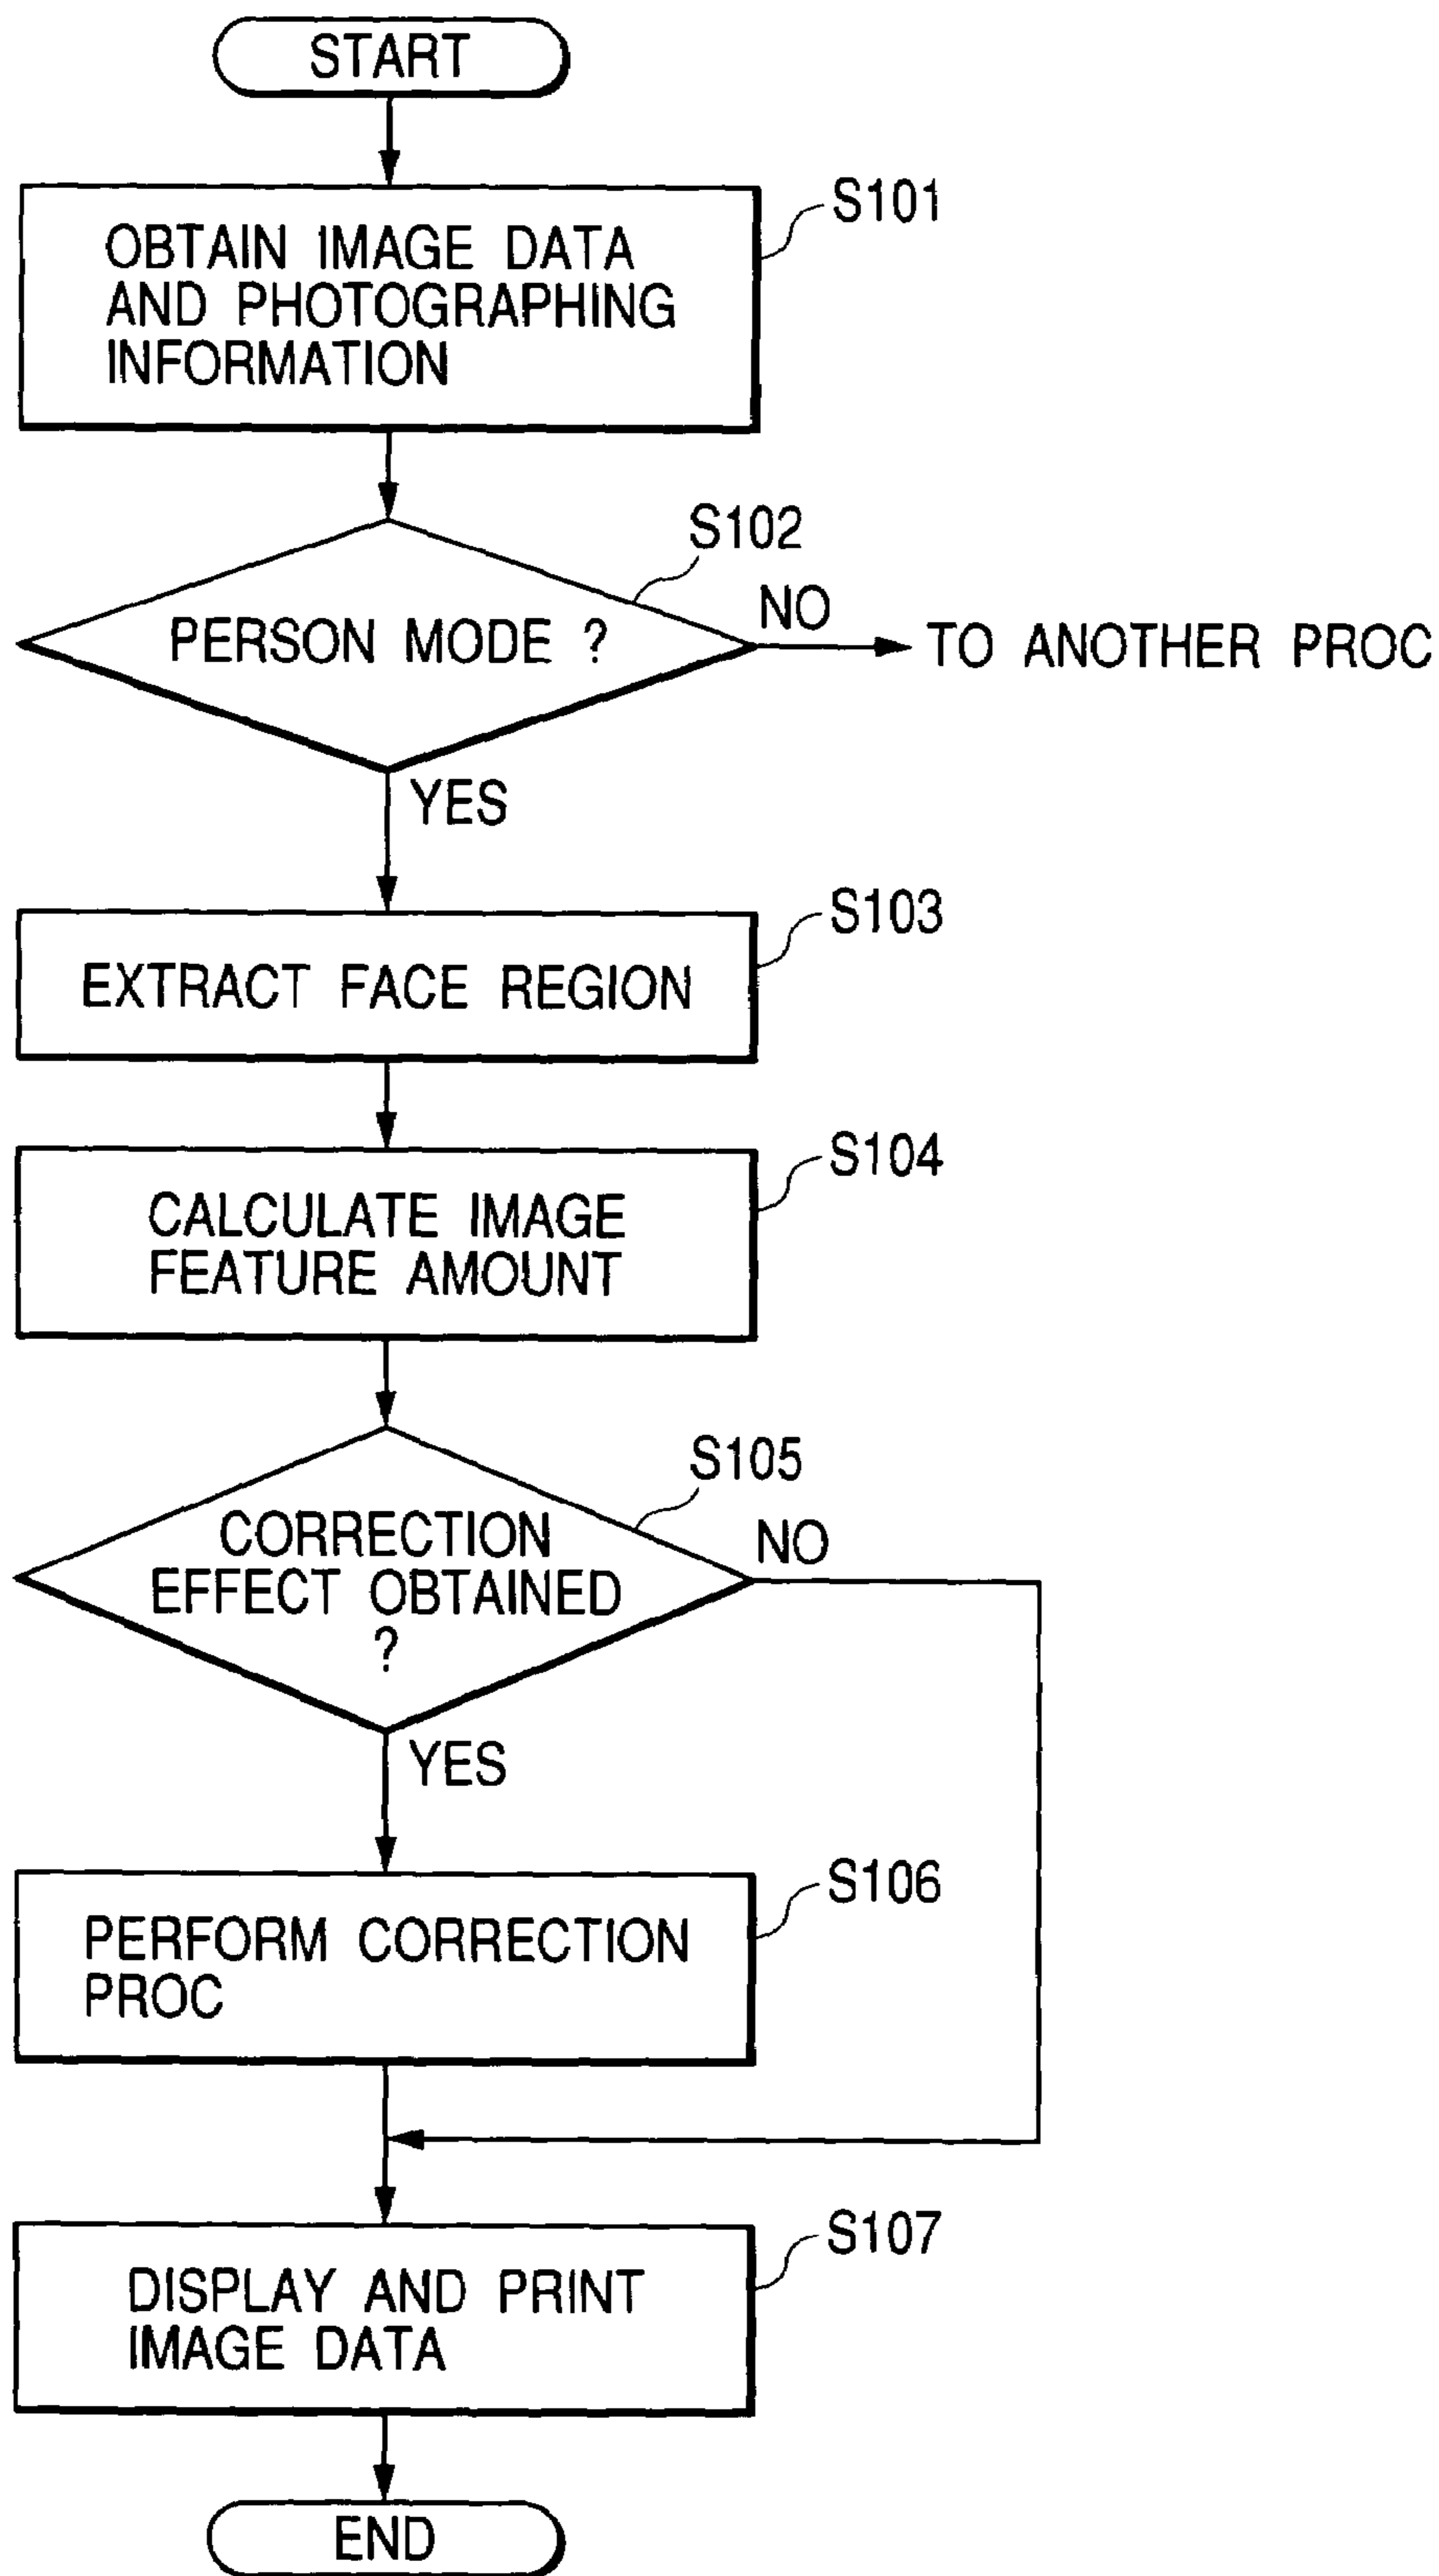 START
S101
OBTAIN IMAGE DATA
AND PHOTOGRAPHING
INFORMATION
S102
PERSON MODE ?
NO
TO ANOTHER PROC
YES
S103
EXTRACT FACE REGION
S104
CALCULATE IMAGE
FEATURE AMOUNT
S105
CORRECTION
EFFECT OBTAINED
?
NO
YES
S106
PERFORM CORRECTION
PROC
S107
DISPLAY AND PRINT
IMAGE DATA
END